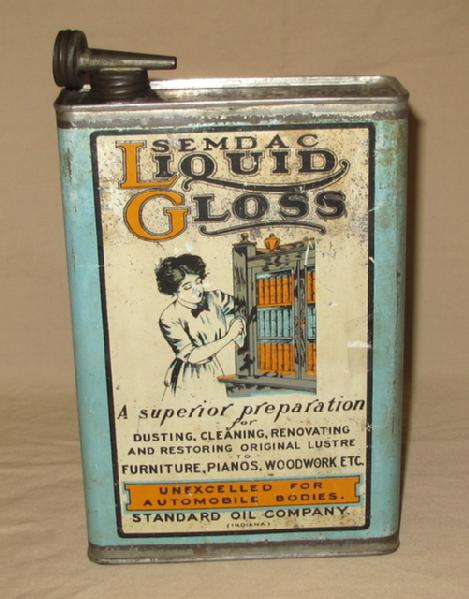 SEMDAC
LIQUID
GLOSS
A superior preparation
for
DUSTING, CLEANING, RENOVATING
AND RESTORING ORIGINAL LUSTRE
TO
FURNITURE, PIANOS, WOODWORK ETC.
UNEXCELLED FOR
AUTOMOBILE BODIES.
STANDARD OIL COMPANY.
(INDIANA)